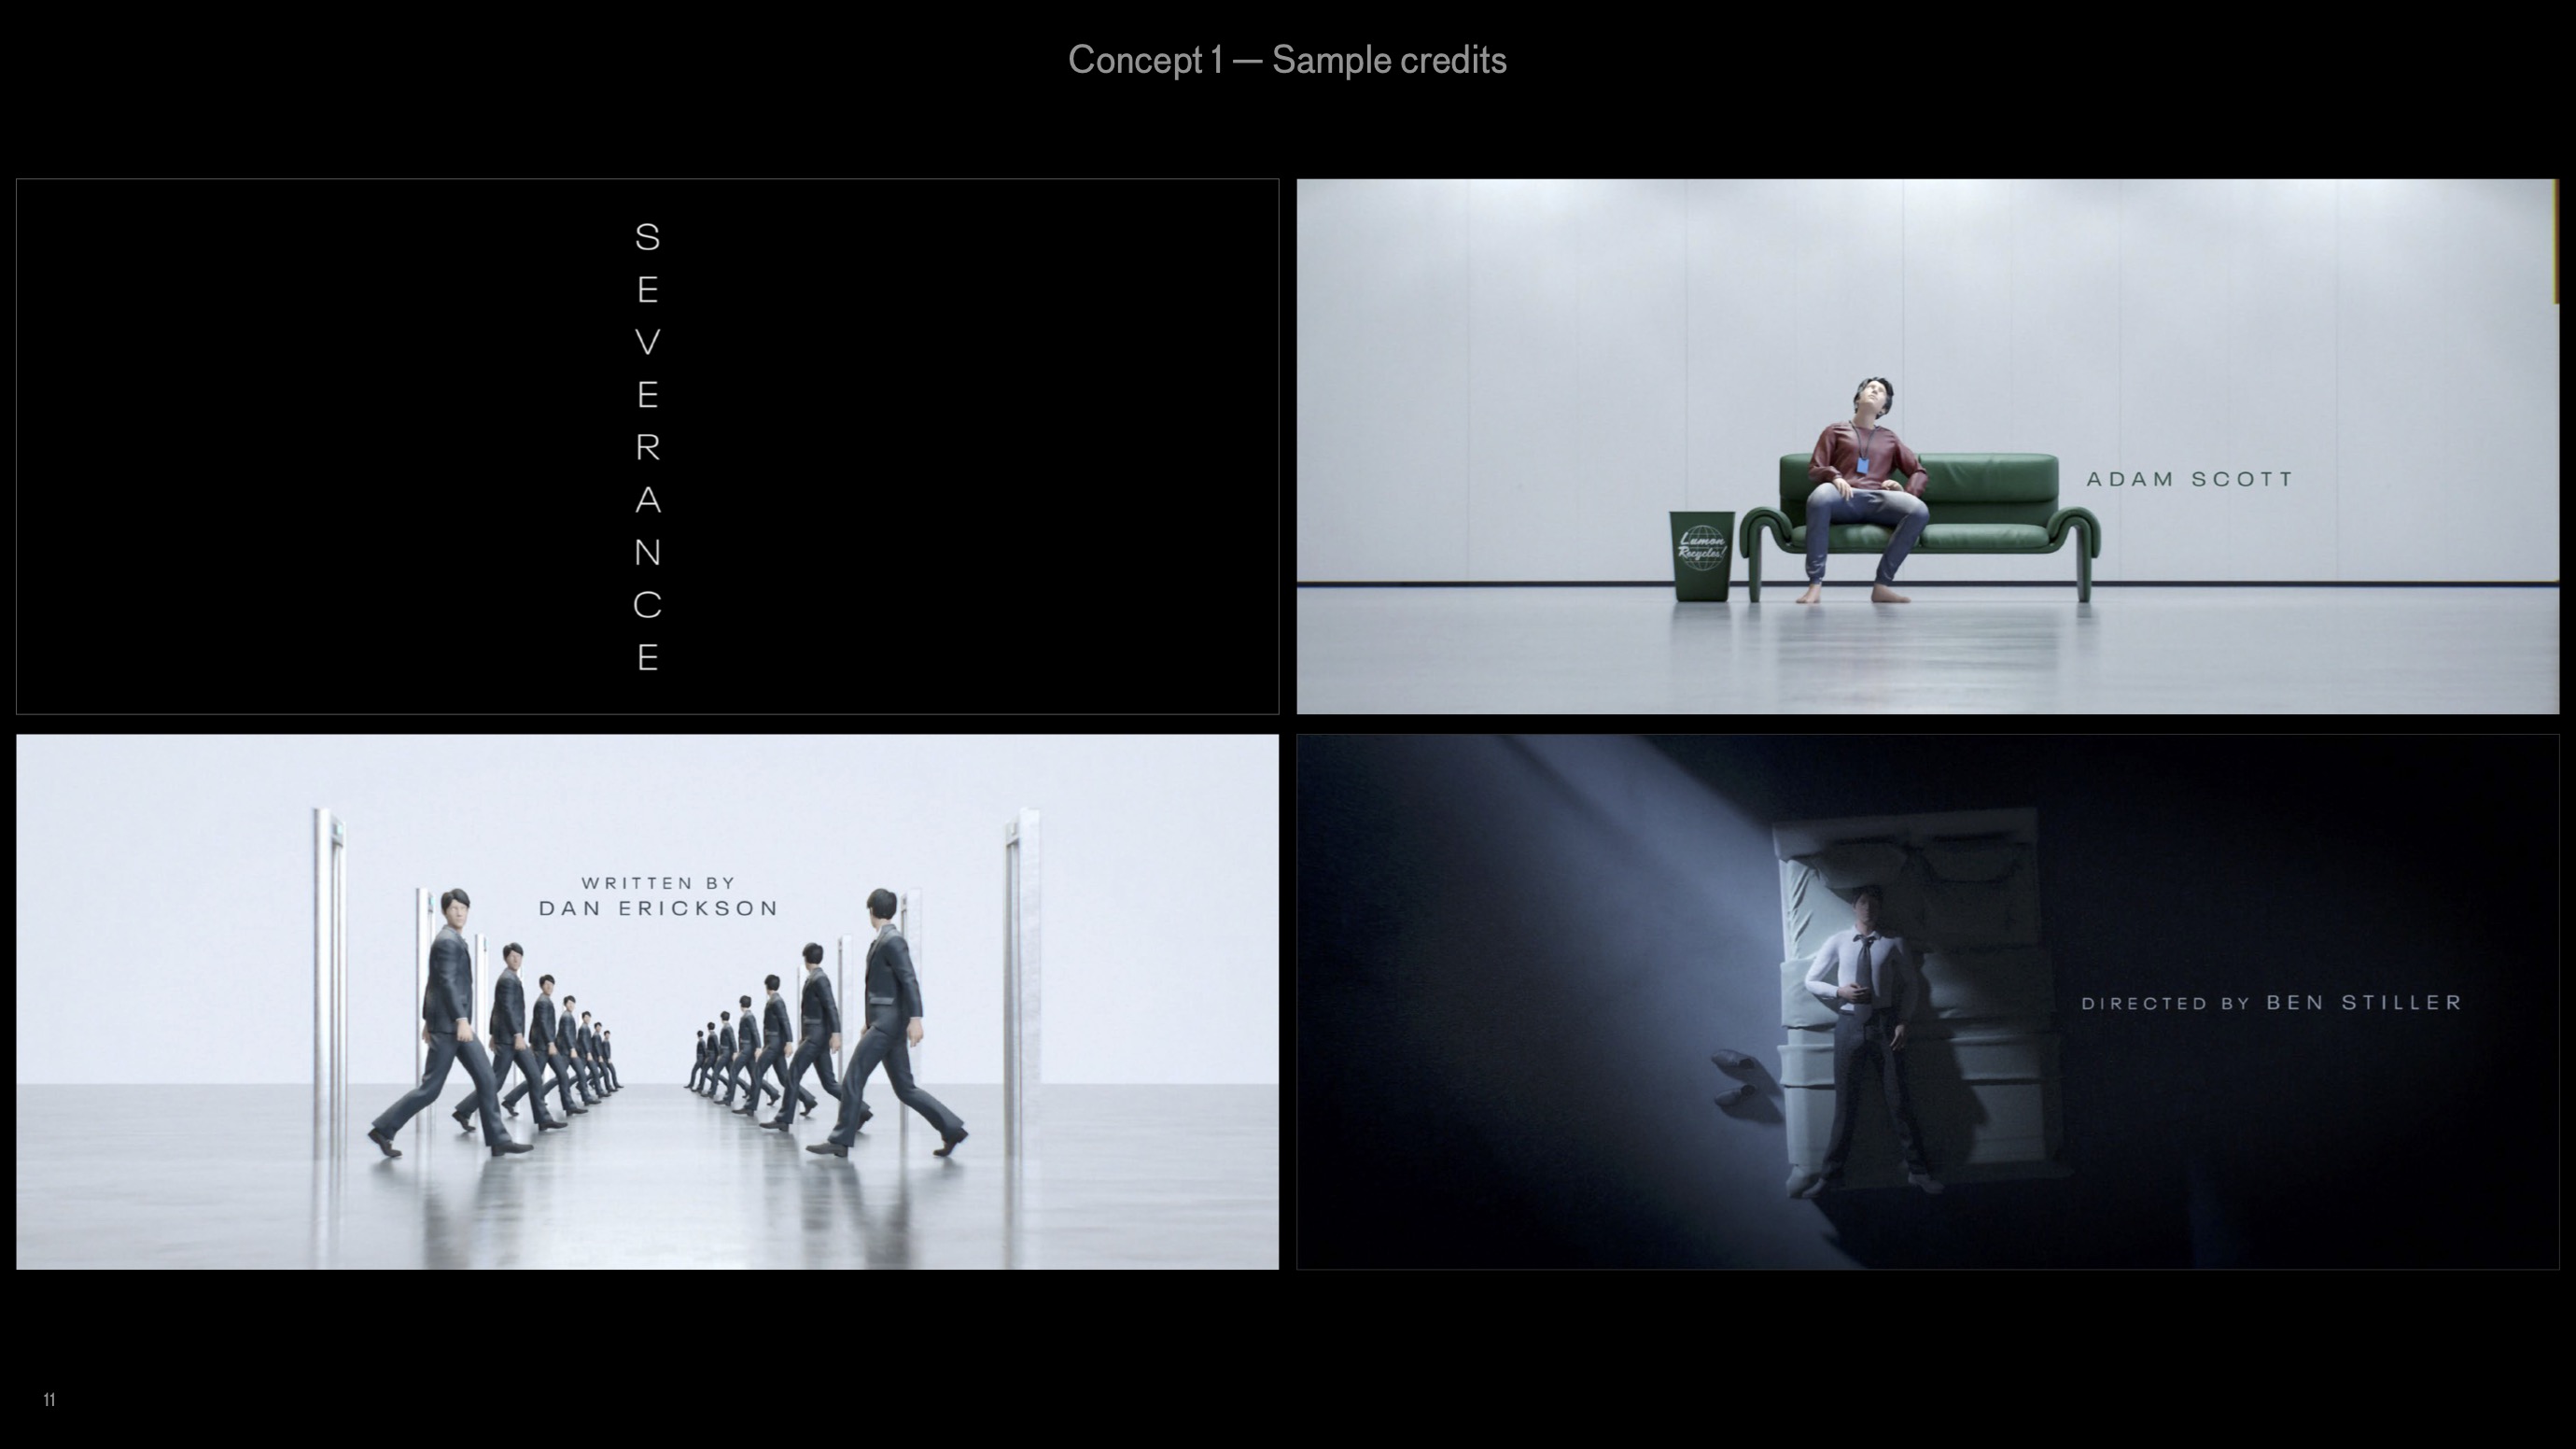 Concept 1 — Sample credits
S
E
V
E
R
A
N
C
E
ADAM SCOTT
Lumon
Recycles!
WRITTEN BY
DAN ERICKSON
DIRECTED BY BEN STILLER
11